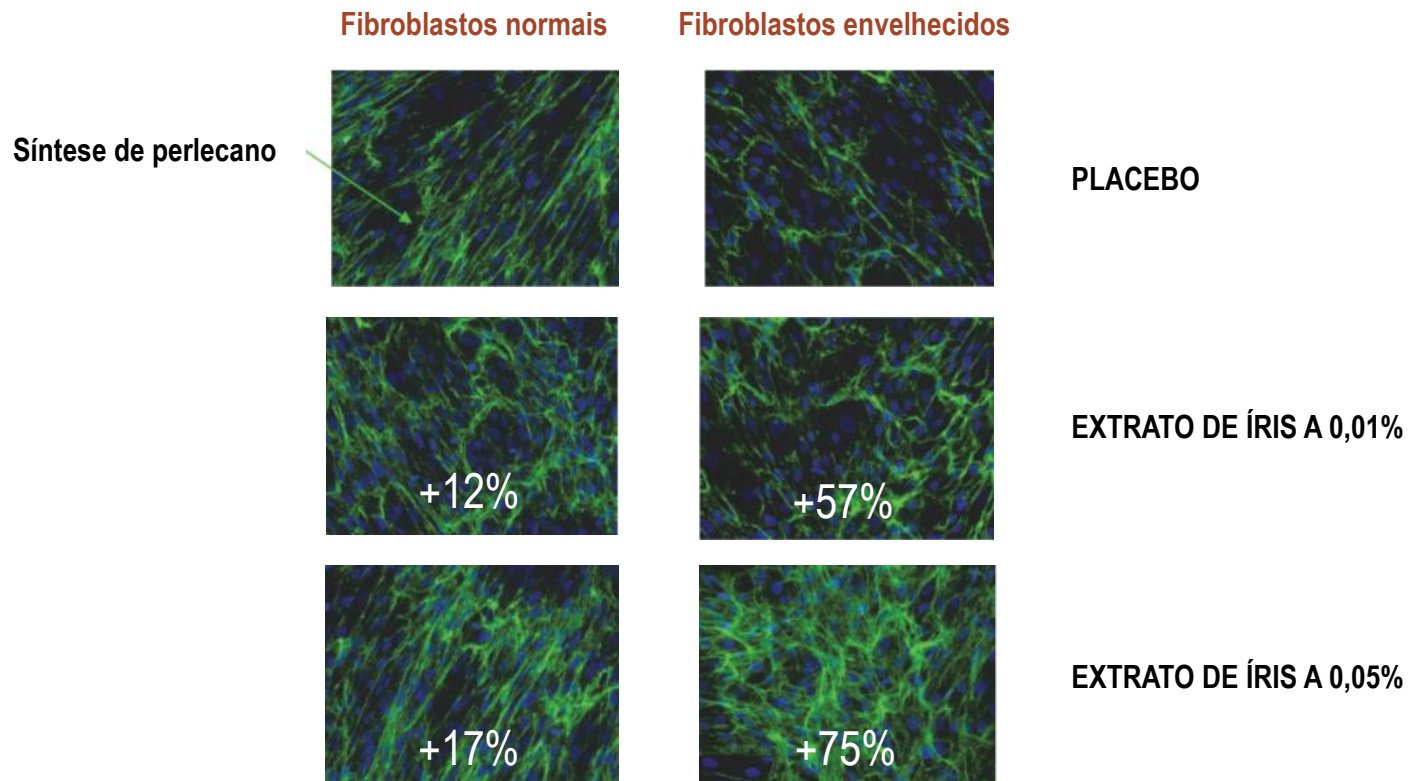 Fibroblastos normais
Fibroblastos envelhecidos
Síntese de perlecano
PLACEBO
+12%
+57%
EXTRATO DE ÍRIS A 0,01%
+17%
+75%
EXTRATO DE ÍRIS A 0,05%